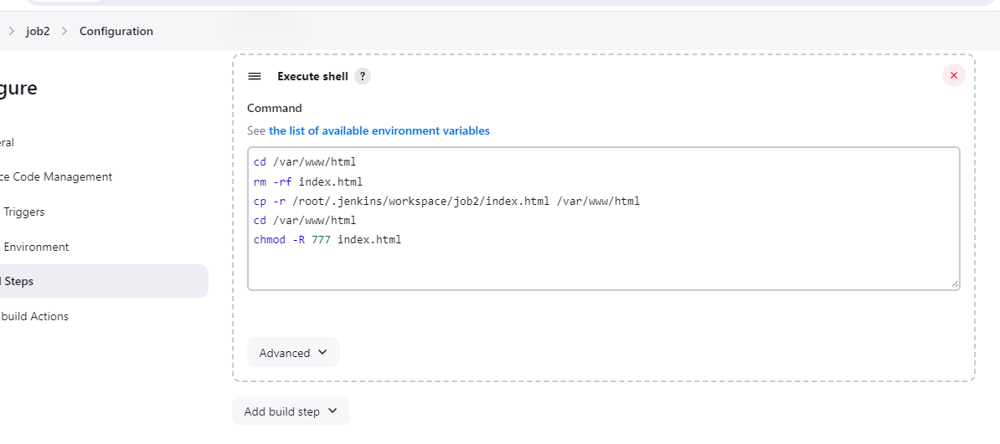 job2 > Configuration
gure
eral
ce Code Management
Triggers
Environment
l Steps
-build Actions
Execute shell ?
Command
See the list of available environment variables
cd /var/www/html
rm -rf index.html
cp -r /root/.jenkins/workspace/job2/index.html /var/www/html
cd /var/www/html
chmod -R 777 index.html
Advanced
Add build step